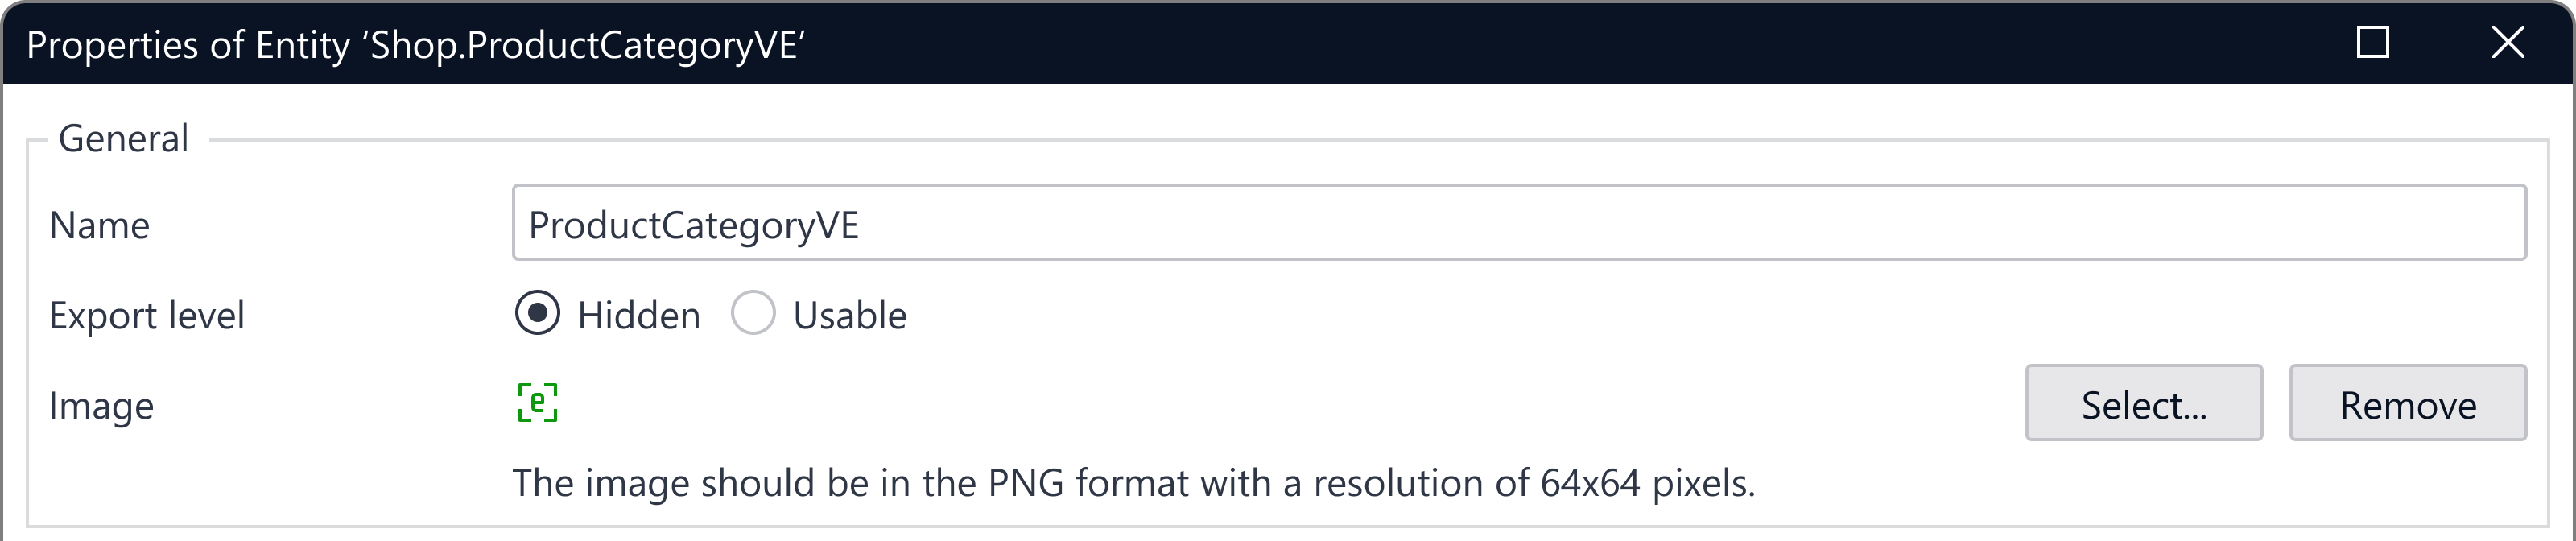 Properties of Entity ‘Shop.ProductCategoryVE’
General
Name ProductCategoryVE
Export level Hidden Usable
Image e Select... Remove
The image should be in the PNG format with a resolution of 64x64 pixels.